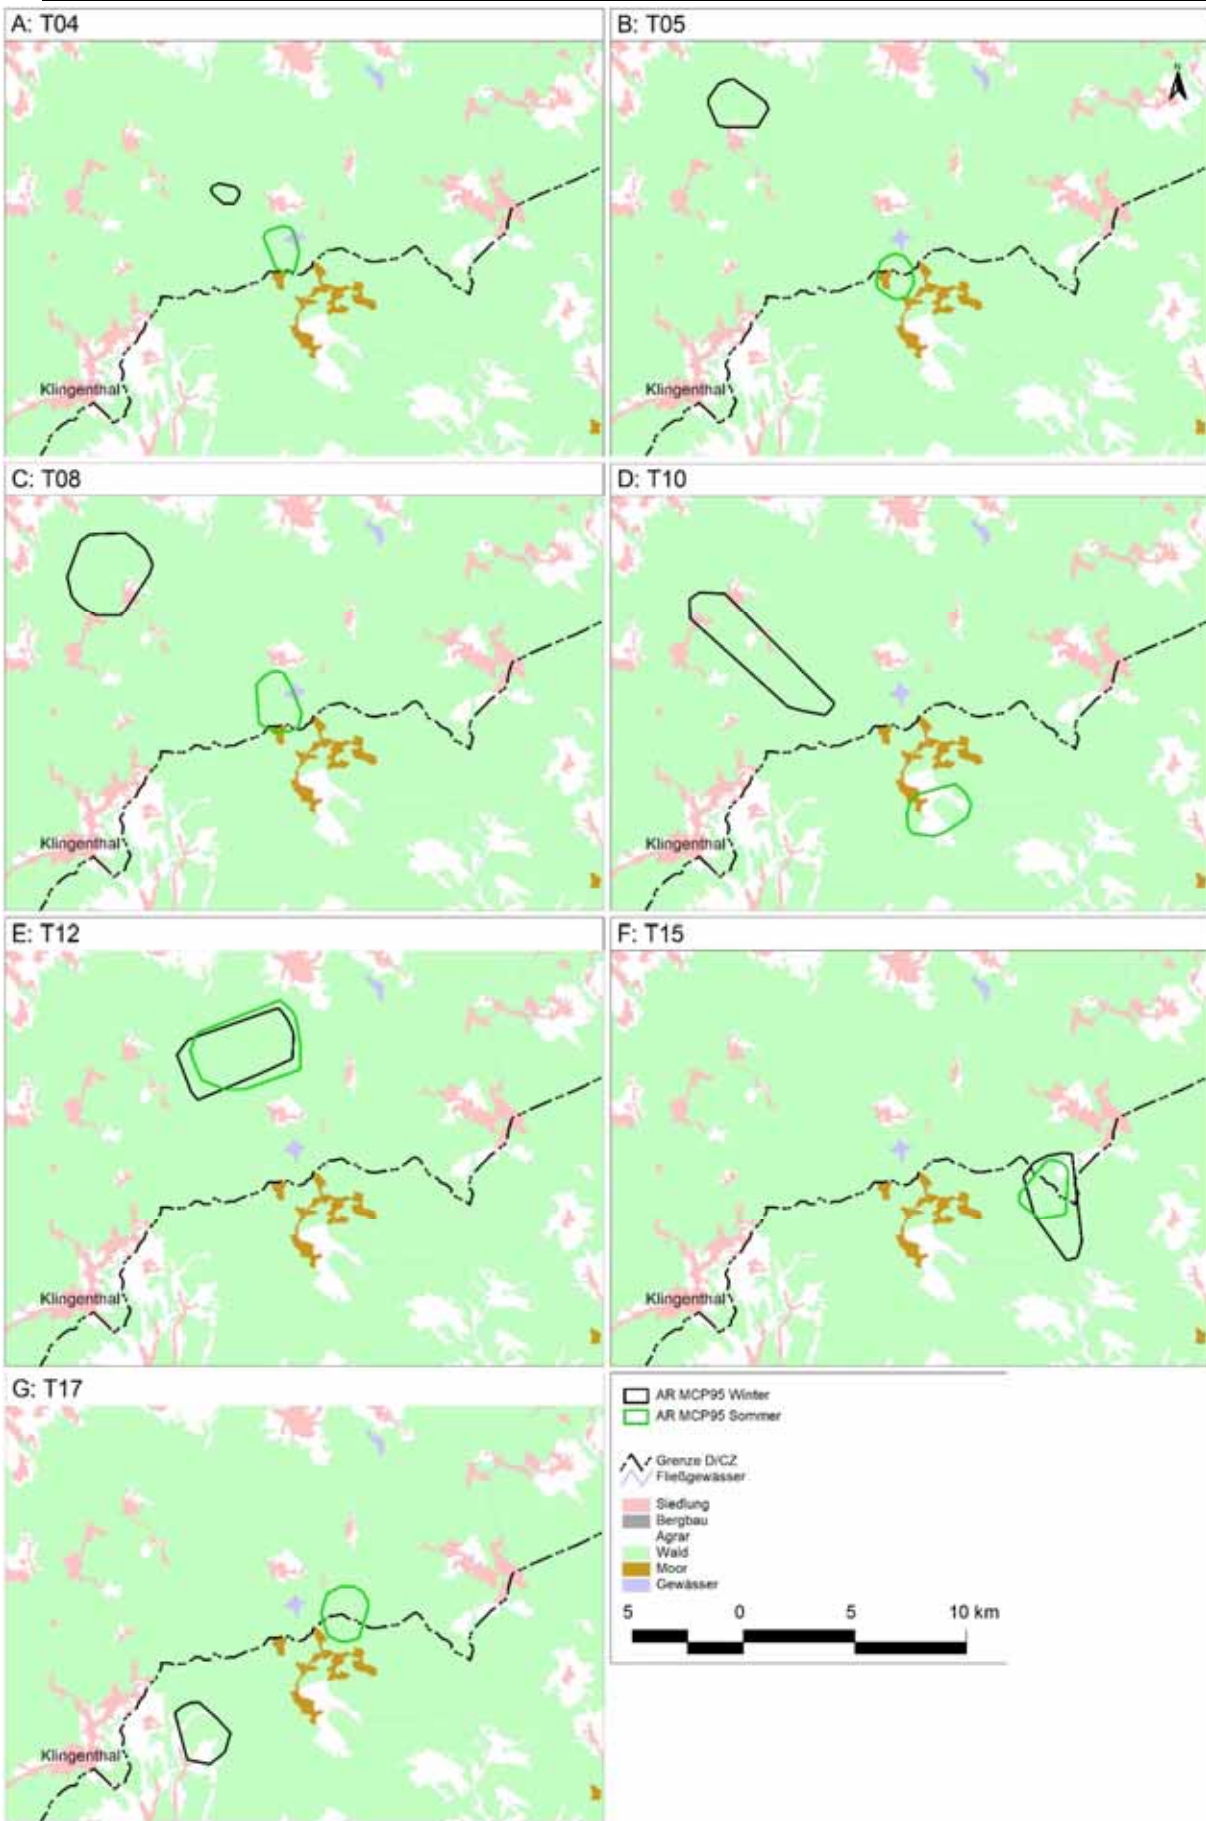 A: T04
B: T05
N
Klingenthal
Klingenthal
C: T08
D: T10
Klingenthal
Klingenthal
E: T12
F: T15
Klingenthal
Klingenthal
G: T17
Klingenthal
AR MCP95 Winter
AR MCP95 Sommer
Grenze D/CZ
Fließgewässer
Siedlung
Bergbau
Agrar
Wald
Moor
Gewässer
5 0 5 10 km